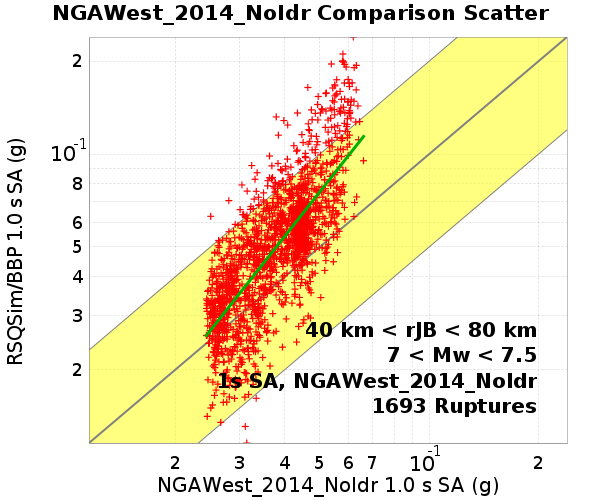 NGAWest_2014_NoIdr Comparison Scatter
RSQSim/BBP 1.0 s SA (g)
2
10⁻¹
8
6
5
4
3
2
40 km < rJB < 80 km
7 < Mw < 7.5
1s SA, NGAWest_2014_NoIdr
1693 Ruptures
2 3 4 5 6 7 10⁻¹ 2
NGAWest_2014_NoIdr 1.0 s SA (g)